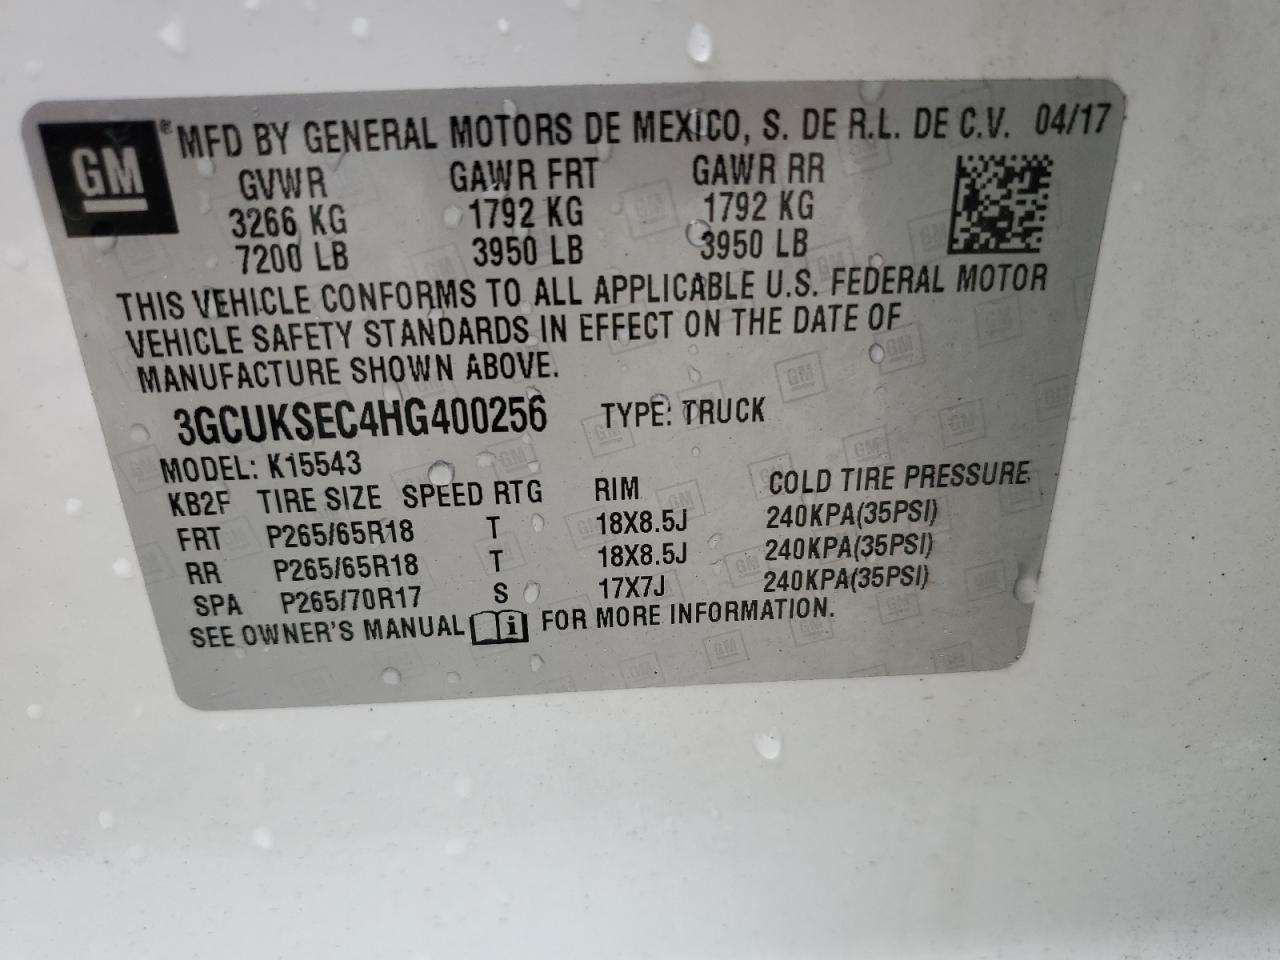 GM ® MFD BY GENERAL MOTORS DE MEXICO, S. DE R.L. DE C.V. 04/17
GVWR GAWR FRT GAWR RR
3266 KG 1792 KG 1792 KG
7200 LB 3950 LB 3950 LB
THIS VEHICLE CONFORMS TO ALL APPLICABLE U.S. FEDERAL MOTOR
VEHICLE SAFETY STANDARDS IN EFFECT ON THE DATE OF
MANUFACTURE SHOWN ABOVE.
3GCUKSEC4HG400256 TYPE: TRUCK
MODEL: K15543
KB2F TIRE SIZE SPEED RTG RIM COLD TIRE PRESSURE
FRT P265/65R18 T 18X8.5J 240KPA(35PSI)
RR P265/65R18 T 18X8.5J 240KPA(35PSI)
SPA P265/70R17 S 17X7J 240KPA(35PSI)
SEE OWNER'S MANUAL i FOR MORE INFORMATION.